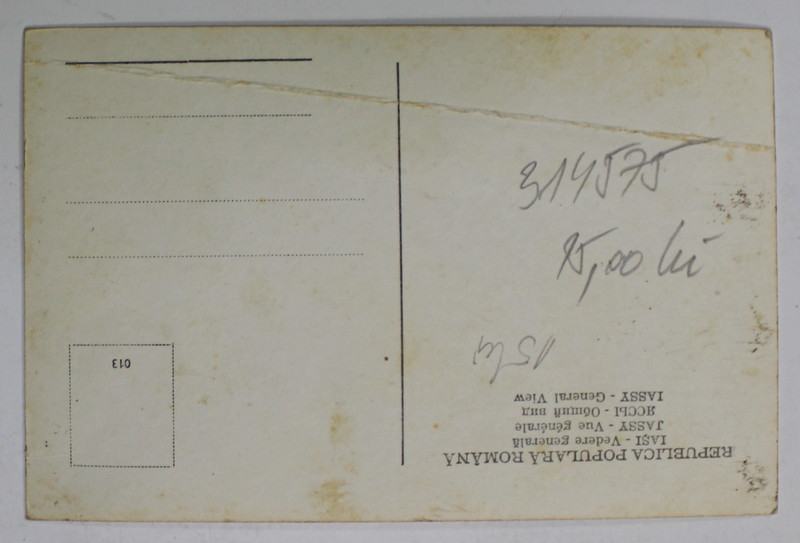 REPUBLICA POPULARĂ ROMÂNĂ
IAȘI - Vedere generală
JASSY - Vue générale
ЯССЫ - Общий вид
IASSY - General View
013
314575
15,00 lei
15 lei